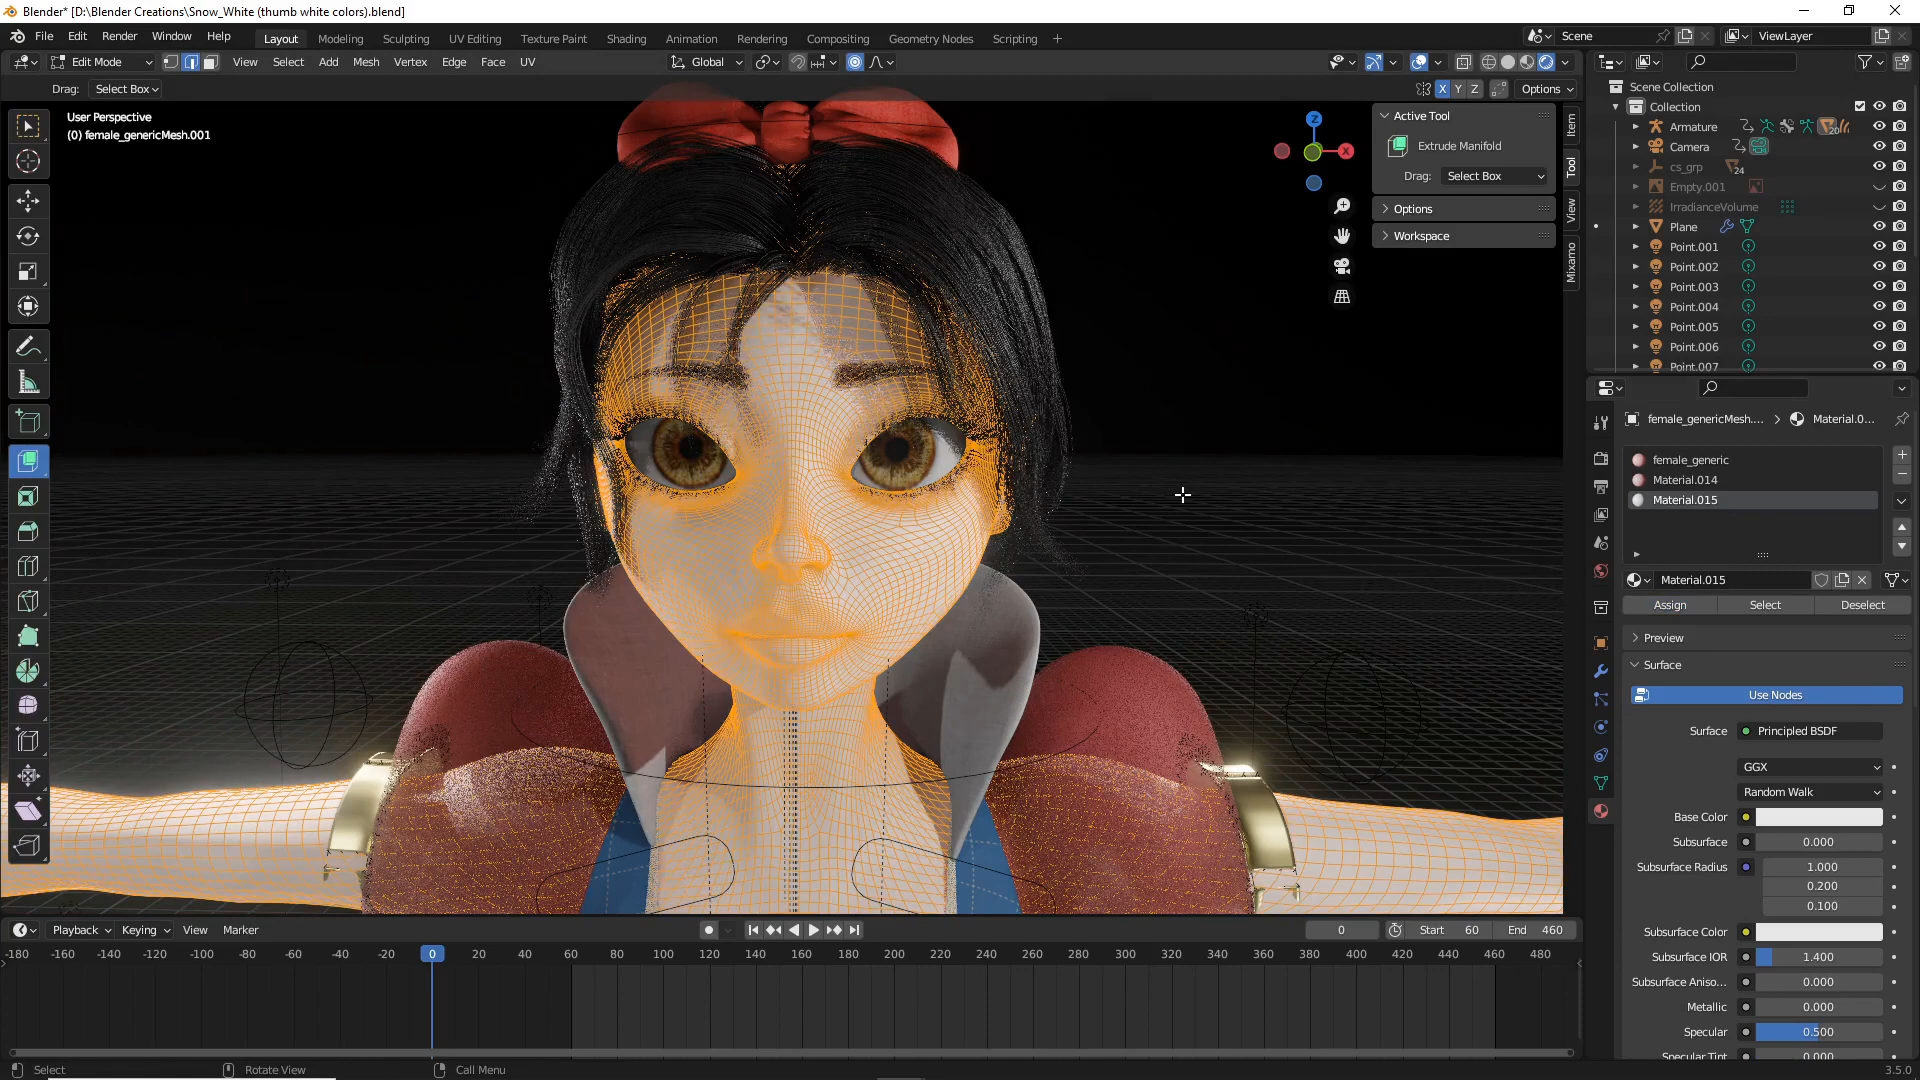 Blender* [D:\Blender Creations\Snow_White (thumb white colors).blend]
File Edit Render Window Help Layout Modeling Sculpting UV Editing Texture Paint Shading Animation Rendering Compositing Geometry Nodes Scripting + Scene ViewLayer
Edit Mode View Select Add Mesh Vertex Edge Face UV Global
Drag: Select Box X Y Z Options
User Perspective
(0) female_genericMesh.001
Z
X
Active Tool
Extrude Manifold
Drag: Select Box
Options
Workspace
Item
Tool
View
Mixamo
Scene Collection
Collection
Armature 20
Camera
cs_grp 24
Empty.001
IrradianceVolume
Plane
Point.001
Point.002
Point.003
Point.004
Point.005
Point.006
Point.007
female_genericMesh.... Material.0...
female_generic
Material.014
Material.015
Material.015
Assign Select Deselect
Preview
Surface
Use Nodes
Surface Principled BSDF
GGX
Random Walk
Base Color
Subsurface 0.000
Subsurface Radius 1.000
0.200
0.100
Subsurface Color
Subsurface IOR 1.400
Subsurface Aniso... 0.000
Metallic 0.000
Specular 0.500
Specular Tint 0.000
Playback Keying View Marker 0 Start 60 End 460
-180 -160 -140 -120 -100 -80 -60 -40 -20 0 20 40 60 80 100 120 140 160 180 200 220 240 260 280 300 320 340 360 380 400 420 440 460 480
Select Rotate View Call Menu 3.5.0